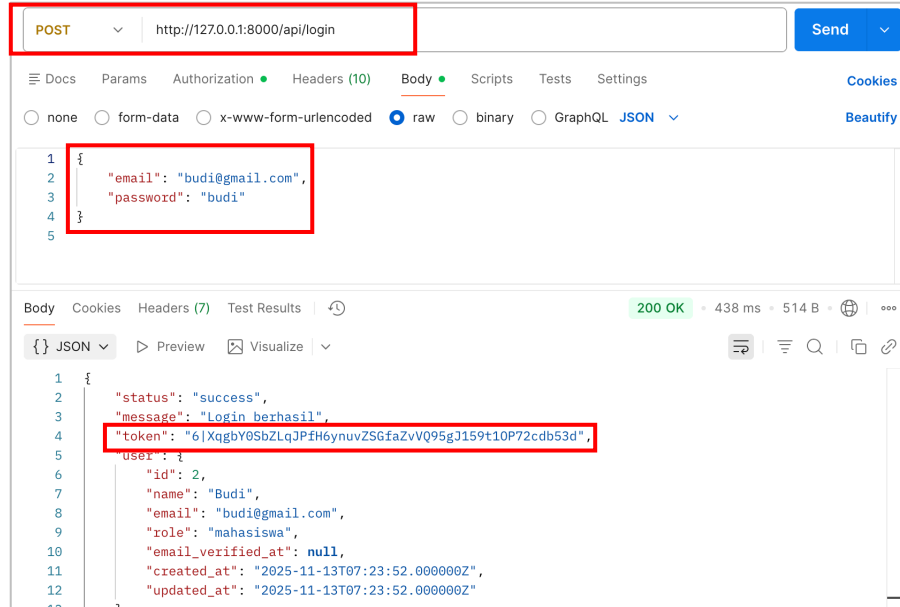 POST http://127.0.0.1:8000/api/login Send
Docs Params Authorization Headers (10) Body Scripts Tests Settings Cookies
none form-data x-www-form-urlencoded raw binary GraphQL JSON Beautify
1 {
2 "email": "budi@gmail.com",
3 "password": "budi"
4 }
5
Body Cookies Headers (7) Test Results 200 OK • 438 ms • 514 B
{} JSON Preview Visualize
1 {
2 "status": "success",
3 "message": "Login berhasil",
4 "token": "6|XqgbY0SbZLqJPfH6ynuvZSGfaZvVQ95gJ159t1OP72cdb53d",
5 "user": {
6 "id": 2,
7 "name": "Budi",
8 "email": "budi@gmail.com",
9 "role": "mahasiswa",
10 "email_verified_at": null,
11 "created_at": "2025-11-13T07:23:52.000000Z",
12 "updated_at": "2025-11-13T07:23:52.000000Z"